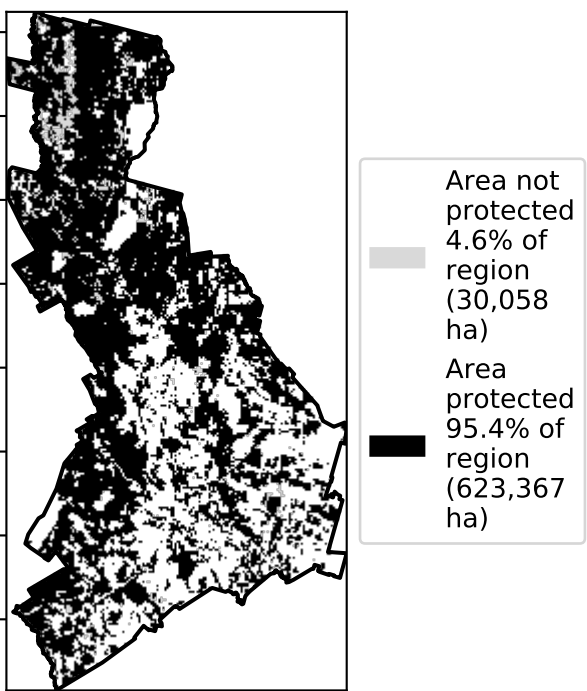 Area not
protected
4.6% of
region
(30,058
ha)
Area
protected
95.4% of
region
(623,367
ha)